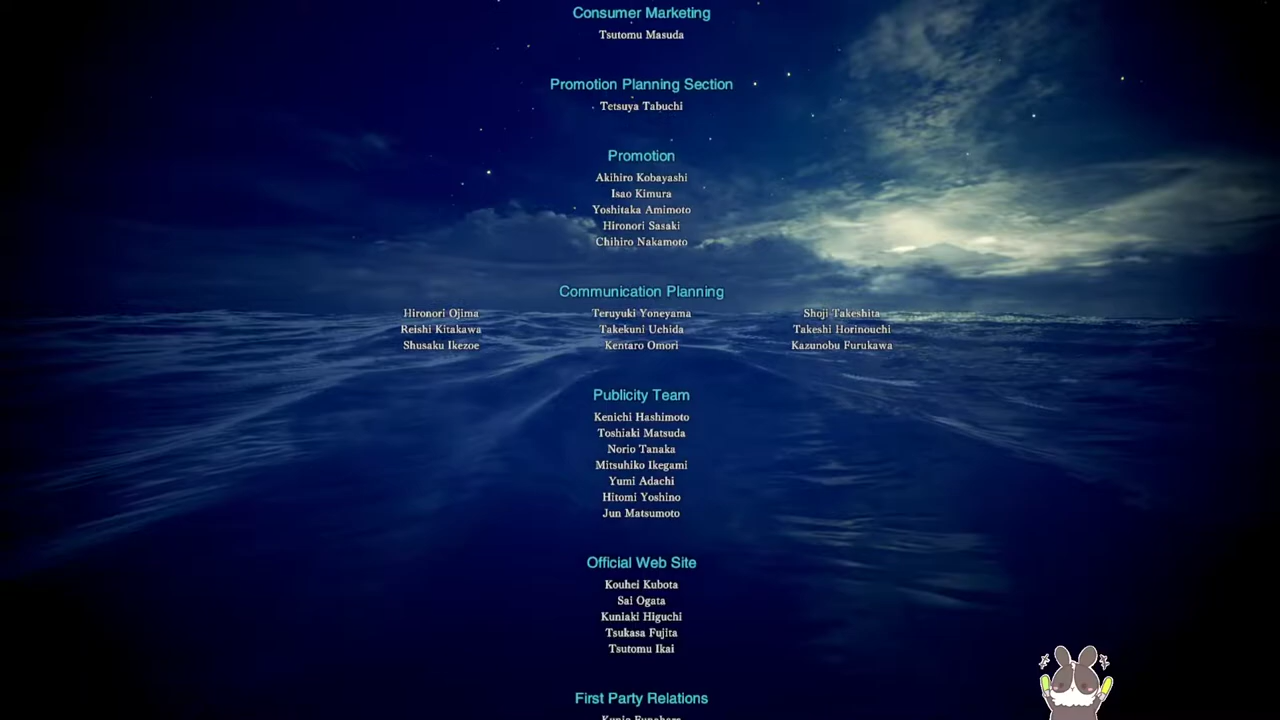 Consumer Marketing
Tsutomu Masuda
Promotion Planning Section
Tetsuya Tabuchi
Promotion
Akihiro Kobayashi
Isao Kimura
Yoshitaka Amimoto
Hironori Sasaki
Chihiro Nakamoto
Communication Planning
Hironori Ojima Teruyuki Yoneyama Shoji Takeshita
Reishi Kitakawa Takekuni Uchida Takeshi Horinouchi
Shusaku Ikezoe Kentaro Omori Kazunobu Furukawa
Publicity Team
Kenichi Hashimoto
Toshiaki Matsuda
Norio Tanaka
Mitsuhiko Ikegami
Yumi Adachi
Hitomi Yoshino
Jun Matsumoto
Official Web Site
Kouhei Kubota
Sai Ogata
Kuniaki Higuchi
Tsukasa Fujita
Tsutomu Ikai
First Party Relations